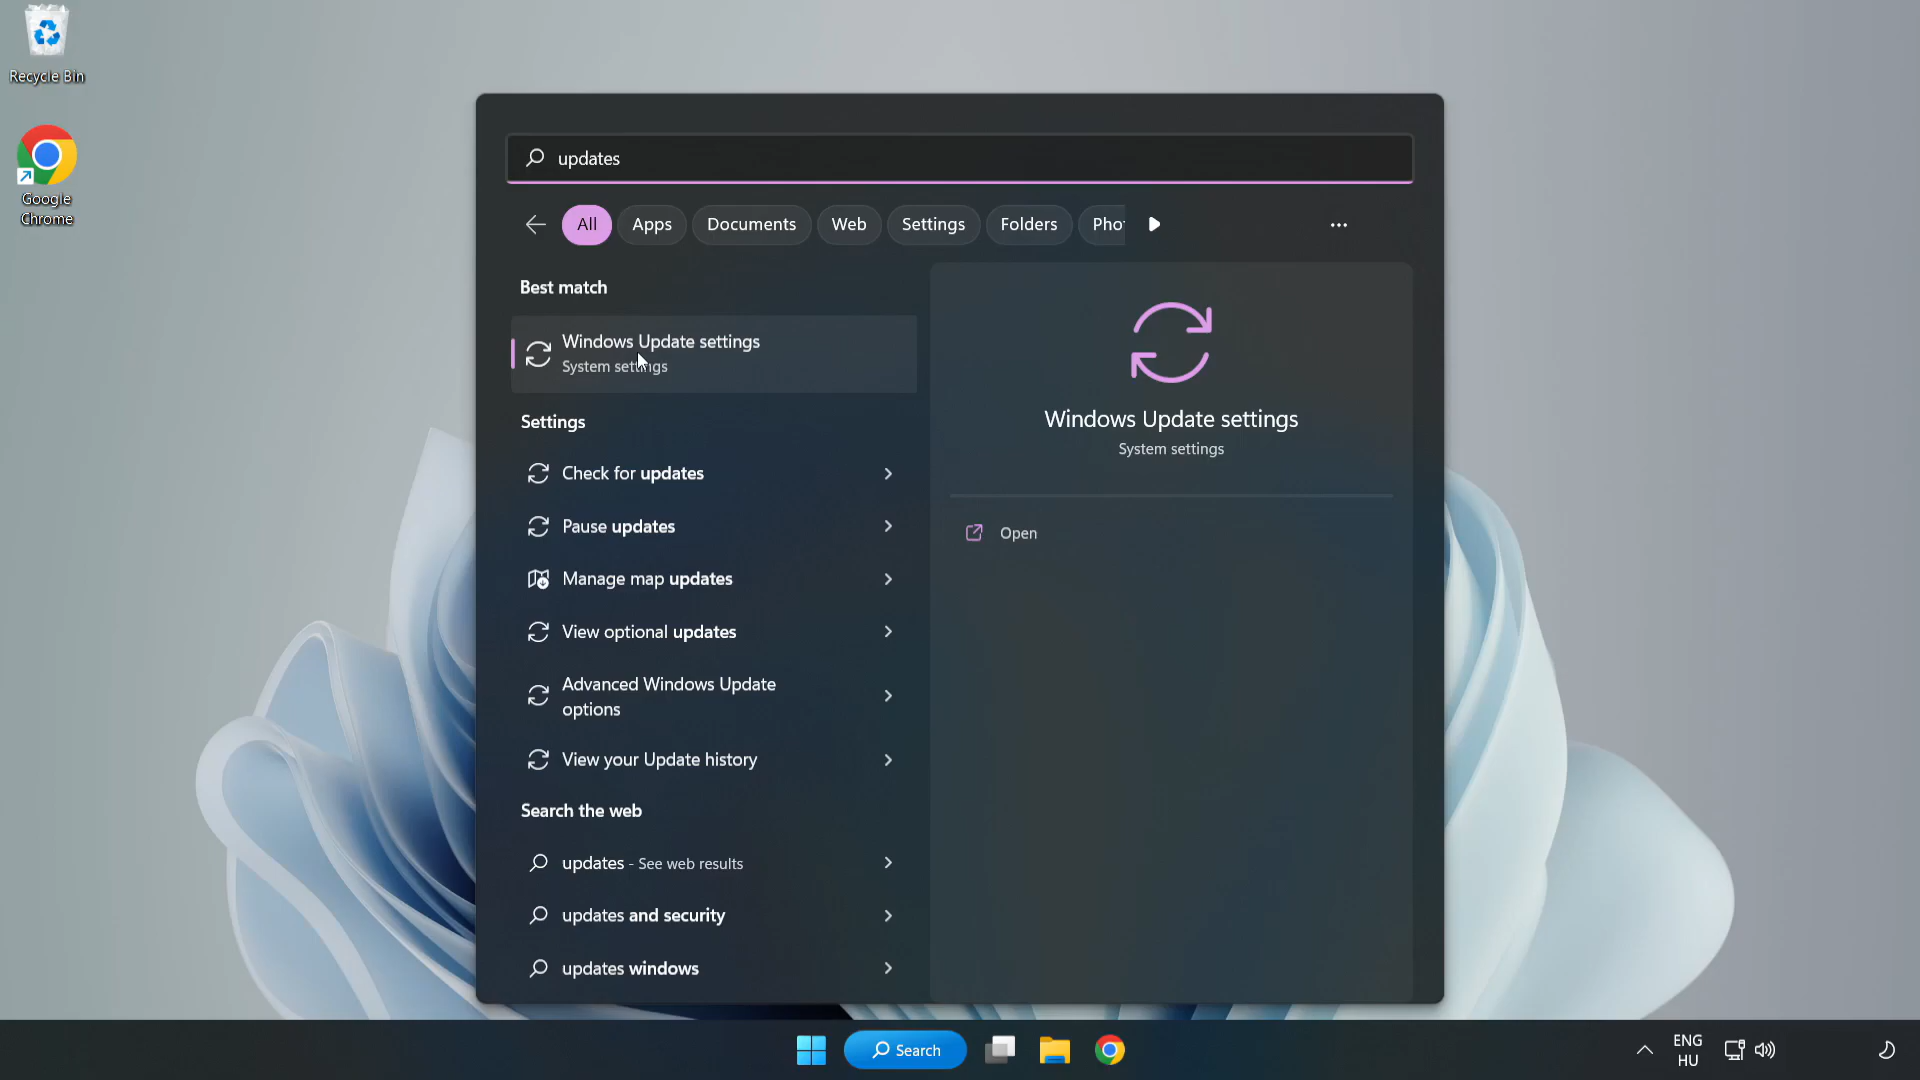 Recycle Bin
Google
Chrome
updates
All
Apps
Documents
Web
Settings
Folders
Pho
Best match
Windows Update settings
System settings
Settings
Check for updates
Pause updates
Manage map updates
View optional updates
Advanced Windows Update
options
View your Update history
Search the web
updates - See web results
updates and security
updates windows
Windows Update settings
System settings
Open
Search
ENG
HU